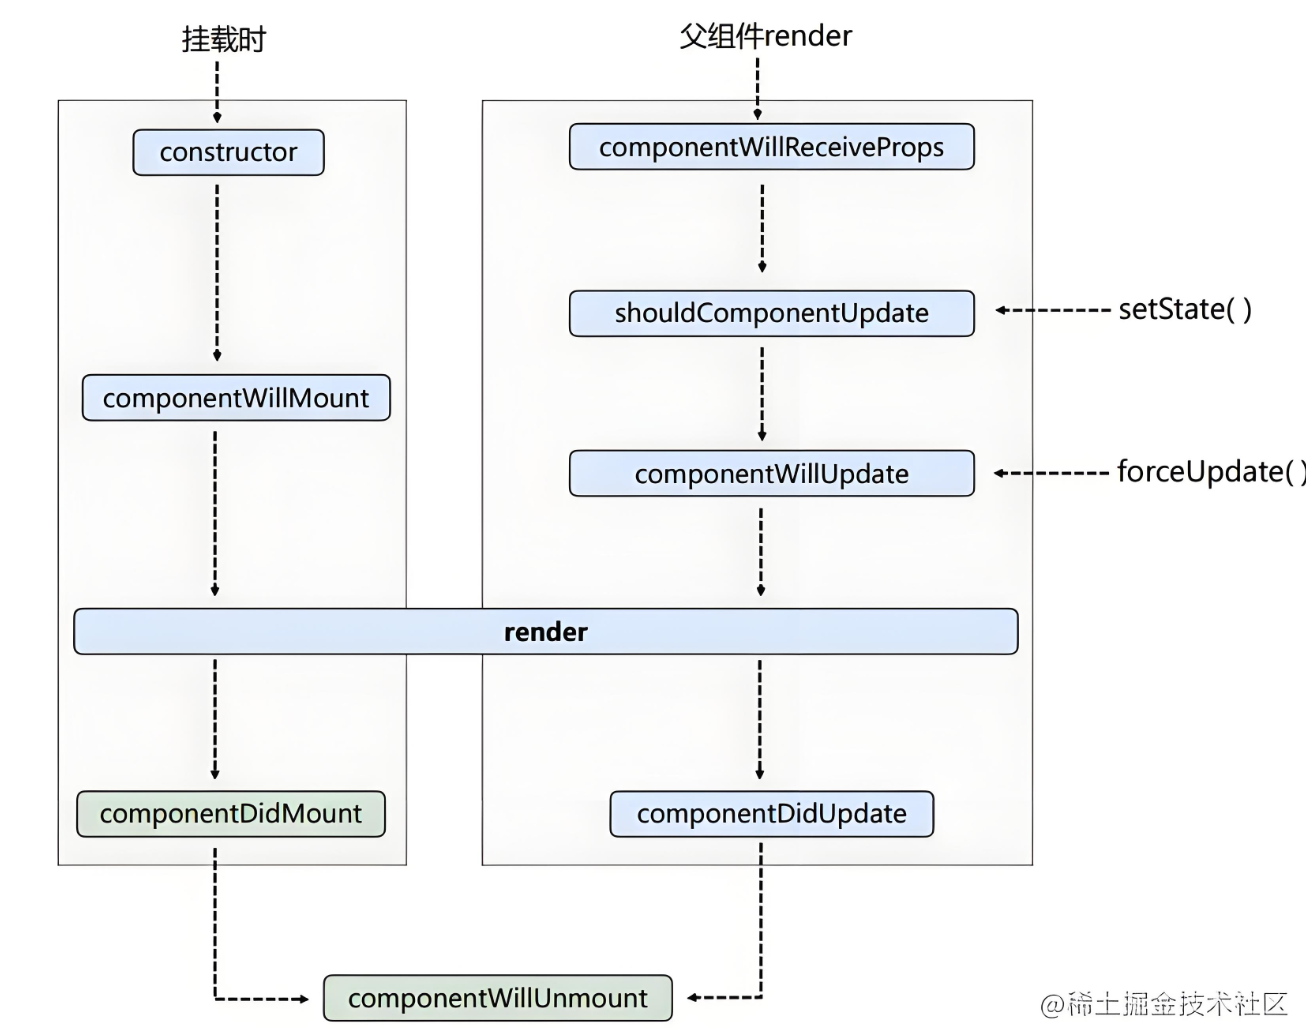 挂载时
父组件render
constructor
componentWillReceiveProps
shouldComponentUpdate
setState( )
componentWillMount
componentWillUpdate
forceUpdate( )
render
componentDidMount
componentDidUpdate
componentWillUnmount
@稀土掘金技术社区